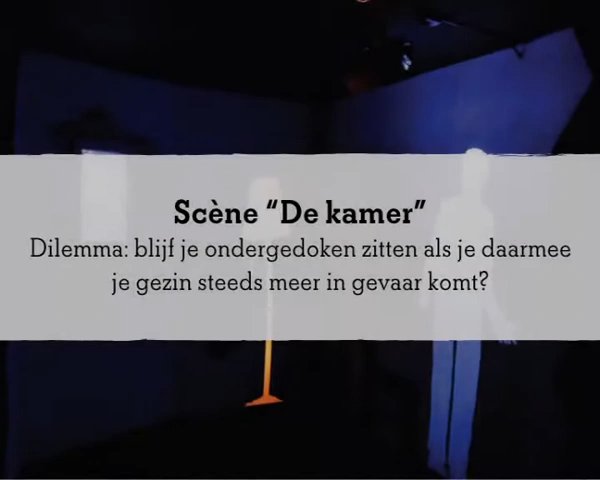 Scène “De kamer”
Dilemma: blijf je ondergedoken zitten als je daarmee
je gezin steeds meer in gevaar komt?